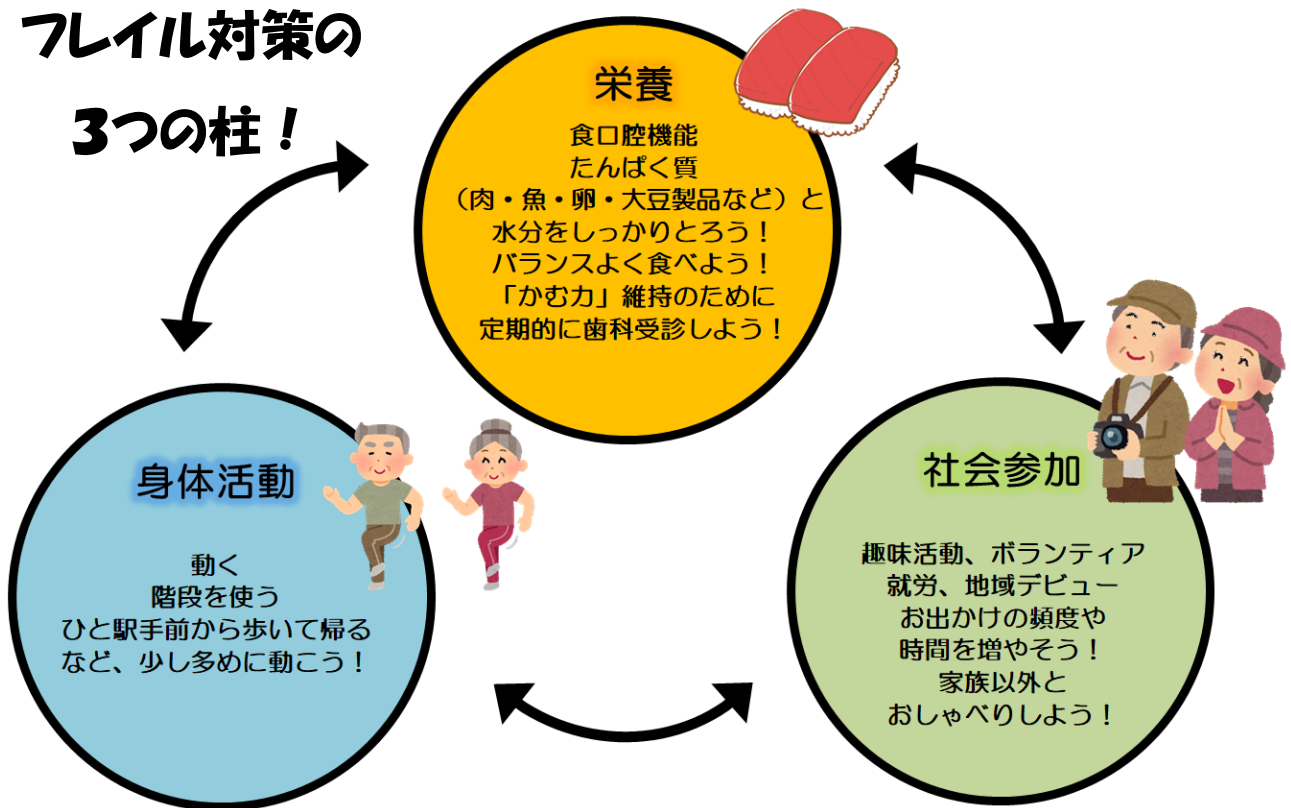 フレイル対策の
3つの柱！
栄養
食口腔機能
たんぱく質
（肉・魚・卵・大豆製品など）と
水分をしっかりとろう！
バランスよく食べよう！
「かむ力」維持のために
定期的に歯科受診しよう！
身体活動
動く
階段を使う
ひと駅手前から歩いて帰る
など、少し多めに動こう！
社会参加
趣味活動、ボランティア
就労、地域デビュー
お出かけの頻度や
時間を増やそう！
家族以外と
おしゃべりしよう！